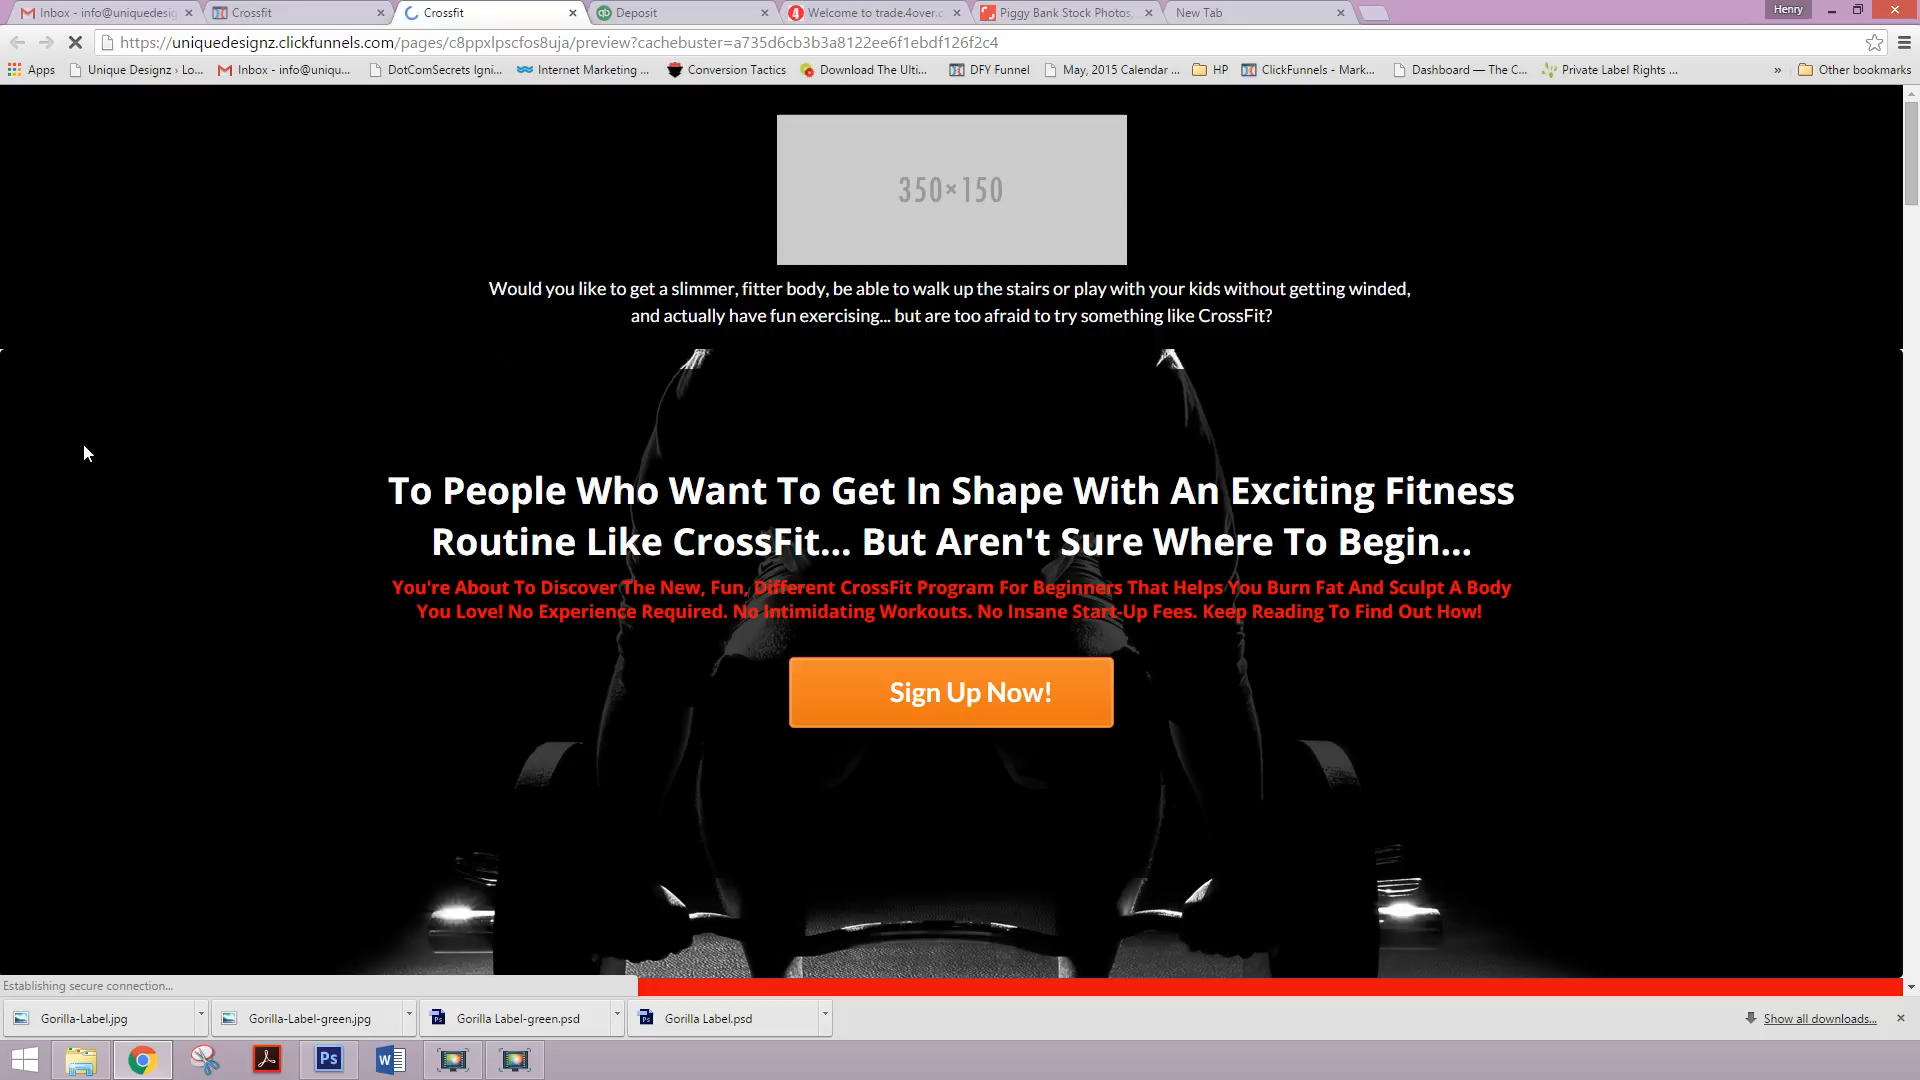 Inbox - info@uniquedesig
Crossfit
Crossfit
Deposit
Welcome to trade.4over.c
Piggy Bank Stock Photos,
New Tab
Henry
https://uniquedesignz.clickfunnels.com/pages/c8ppxlpscfos8uja/preview?cachebuster=a735d6cb3b3a8122ee6f1ebdf126f2c4
Apps
Unique Designz › Lo...
Inbox - info@uniqu...
DotComSecrets Igni...
Internet Marketing ...
Conversion Tactics
Download The Ulti...
DFY Funnel
May, 2015 Calendar ...
HP
ClickFunnels - Mark...
Dashboard — The C...
Private Label Rights ...
»
Other bookmarks
350×150
Would you like to get a slimmer, fitter body, be able to walk up the stairs or play with your kids without getting winded,
and actually have fun exercising... but are too afraid to try something like CrossFit?
To People Who Want To Get In Shape With An Exciting Fitness
Routine Like CrossFit... But Aren't Sure Where To Begin...
You're About To Discover The New, Fun, Different CrossFit Program For Beginners That Helps You Burn Fat And Sculpt A Body
You Love! No Experience Required. No Intimidating Workouts. No Insane Start-Up Fees. Keep Reading To Find Out How!
Sign Up Now!
Establishing secure connection...
Gorilla-Label.jpg
Gorilla-Label-green.jpg
Gorilla Label-green.psd
Gorilla Label.psd
Show all downloads...